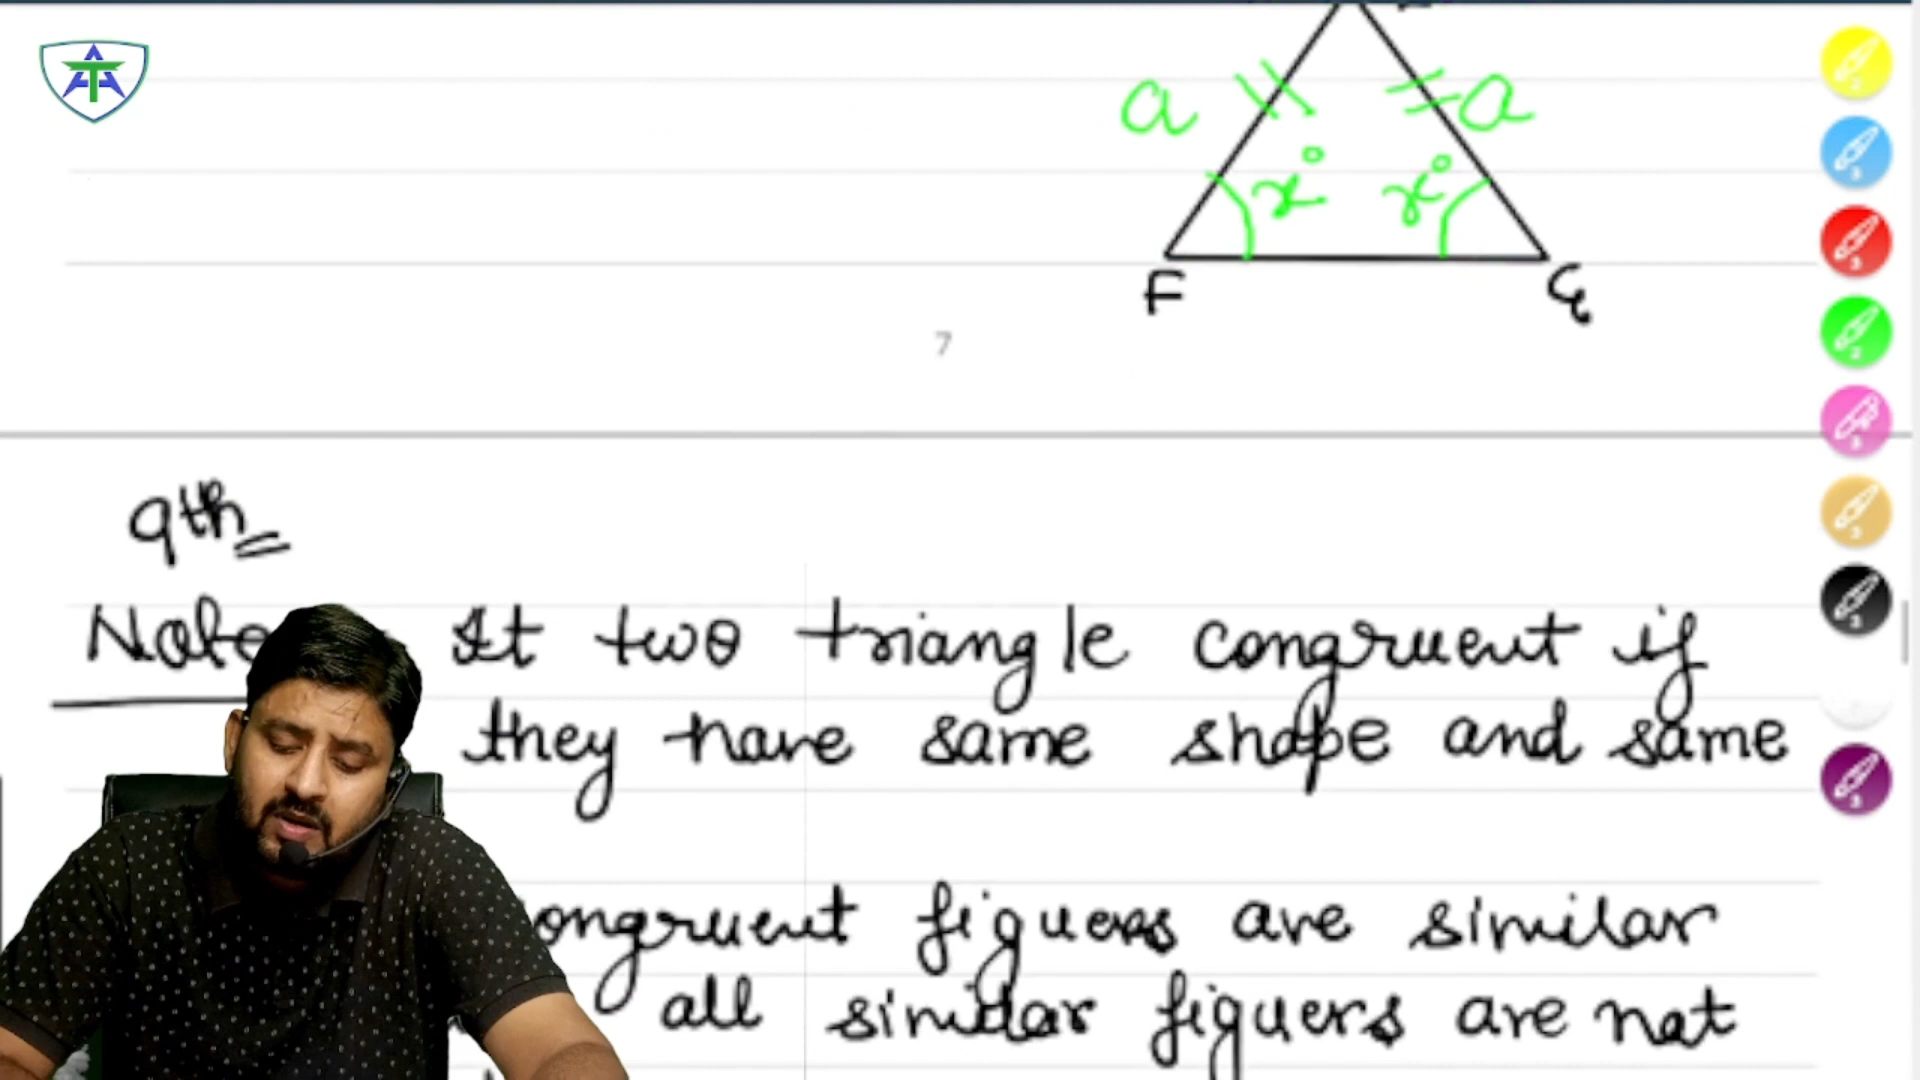 a a
x° x°
F G
7
9th
Note It two triangle congruent if
they have same shape and same
ongruent figuers are similar
all similar figuers are not